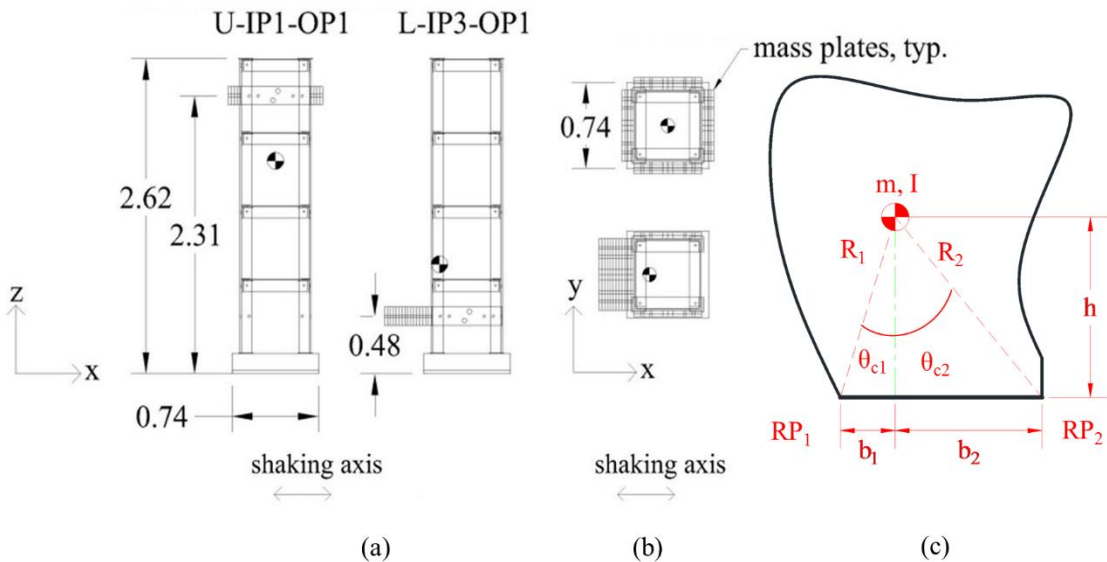 U-IP1-OP1
L-IP3-OP1
2.62
2.31
0.48
0.74
z
x
shaking axis
(a)
mass plates, typ.
0.74
y
x
shaking axis
(b)
m, I
R1
R2
h
θc1
θc2
RP1
b1
b2
RP2
(c)